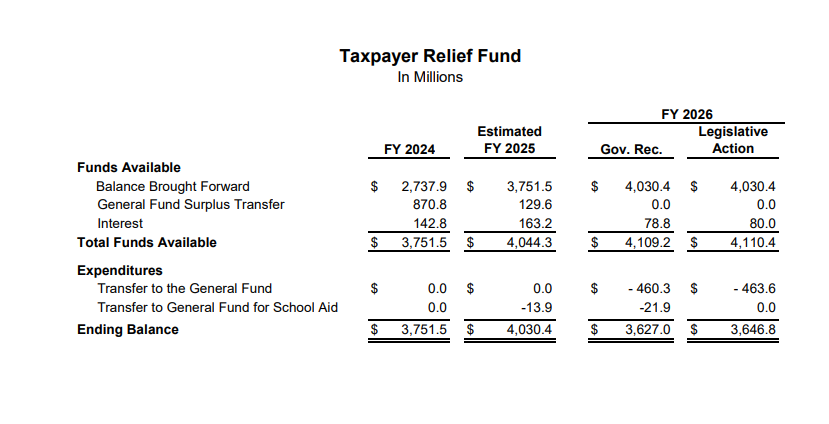 Taxpayer Relief Fund
In Millions
FY 2026
Estimated Legislative
FY 2024 FY 2025 Gov. Rec. Action
Funds Available
Balance Brought Forward $ 2,737.9 $ 3,751.5 $ 4,030.4 $ 4,030.4
General Fund Surplus Transfer 870.8 129.6 0.0 0.0
Interest 142.8 163.2 78.8 80.0
Total Funds Available $ 3,751.5 $ 4,044.3 $ 4,109.2 $ 4,110.4
Expenditures
Transfer to the General Fund $ 0.0 $ 0.0 $ - 460.3 $ - 463.6
Transfer to General Fund for School Aid 0.0 -13.9 -21.9 0.0
Ending Balance $ 3,751.5 $ 4,030.4 $ 3,627.0 $ 3,646.8